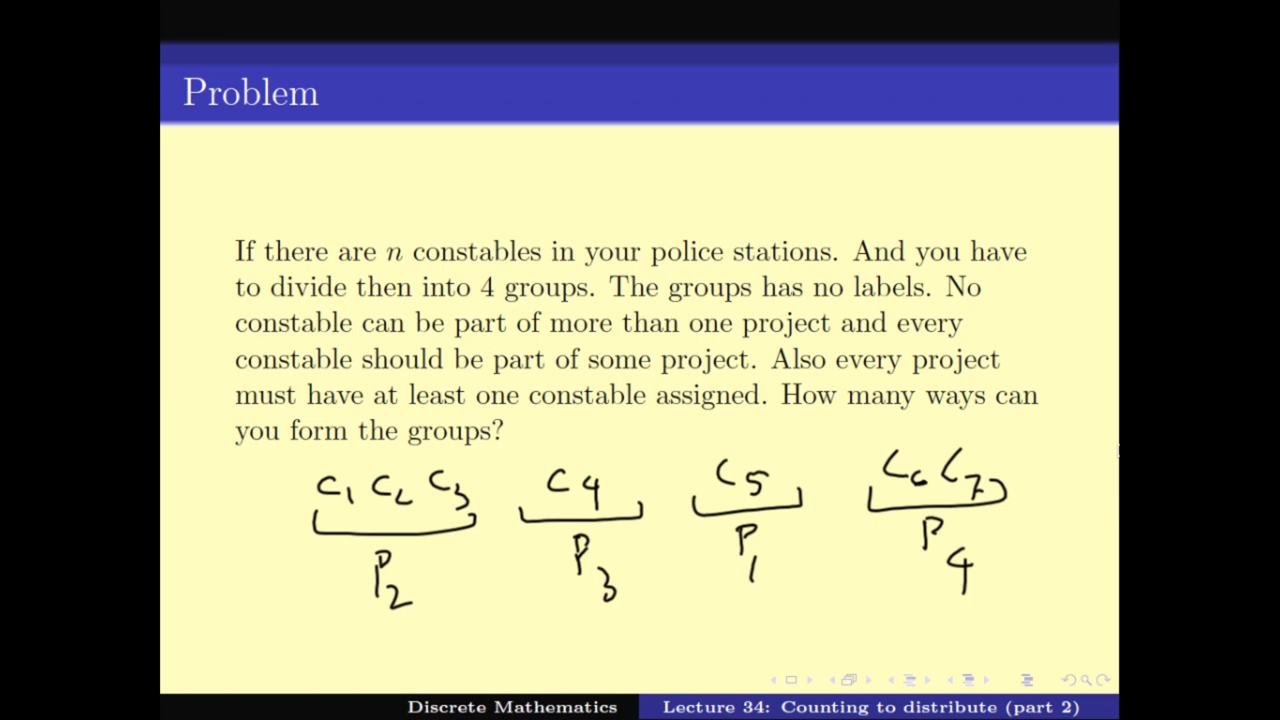 Problem
If there are n constables in your police stations. And you have
to divide then into 4 groups. The groups has no labels. No
constable can be part of more than one project and every
constable should be part of some project. Also every project
must have at least one constable assigned. How many ways can
you form the groups?
C1 C2 C3 C4 C5 C6 C7
P2 P3 P1 P4
Discrete Mathematics Lecture 34: Counting to distribute (part 2)